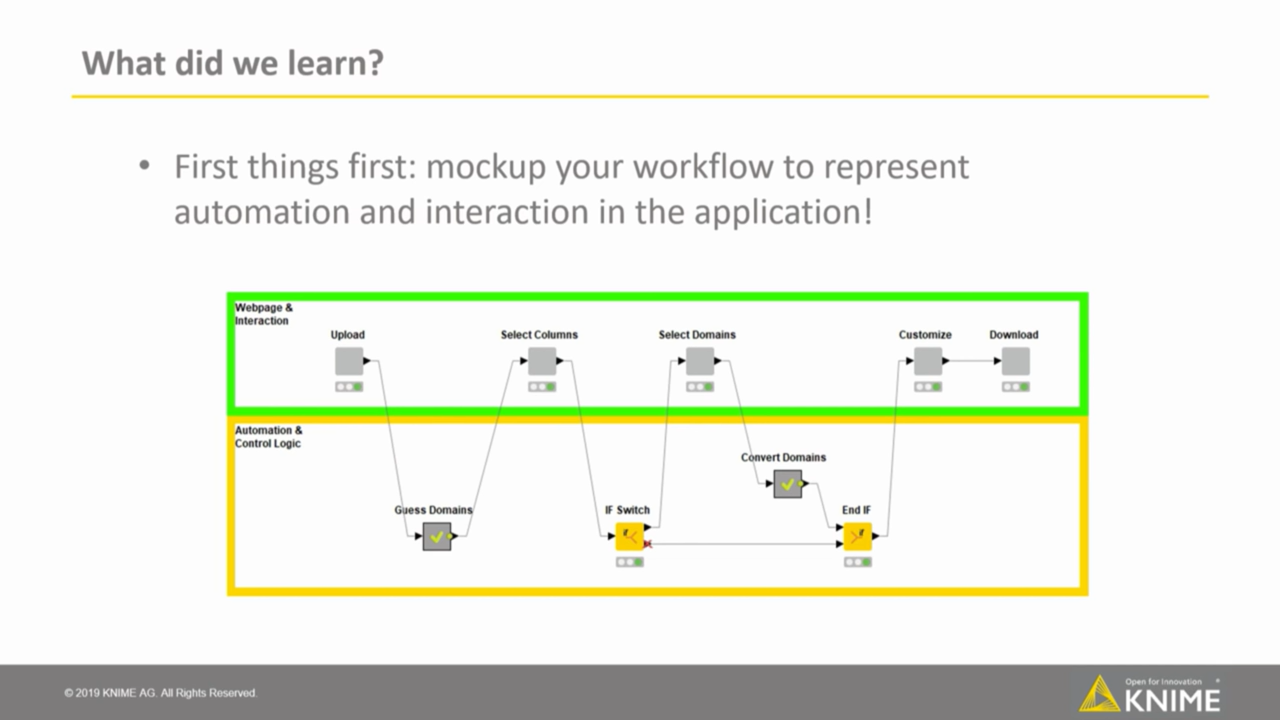 What did we learn?
• First things first: mockup your workflow to represent
automation and interaction in the application!
Webpage &
Interaction
Upload
Select Columns
Select Domains
Customize
Download
Automation &
Control Logic
Convert Domains
Guess Domains
IF Switch
End IF
© 2019 KNIME AG. All Rights Reserved.
Open for Innovation
KNIME